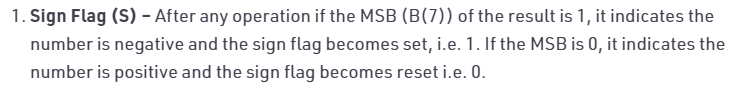 1. Sign Flag (S) – After any operation if the MSB (B(7)) of the result is 1, it indicates the
number is negative and the sign flag becomes set, i.e. 1. If the MSB is 0, it indicates the
number is positive and the sign flag becomes reset i.e. 0.